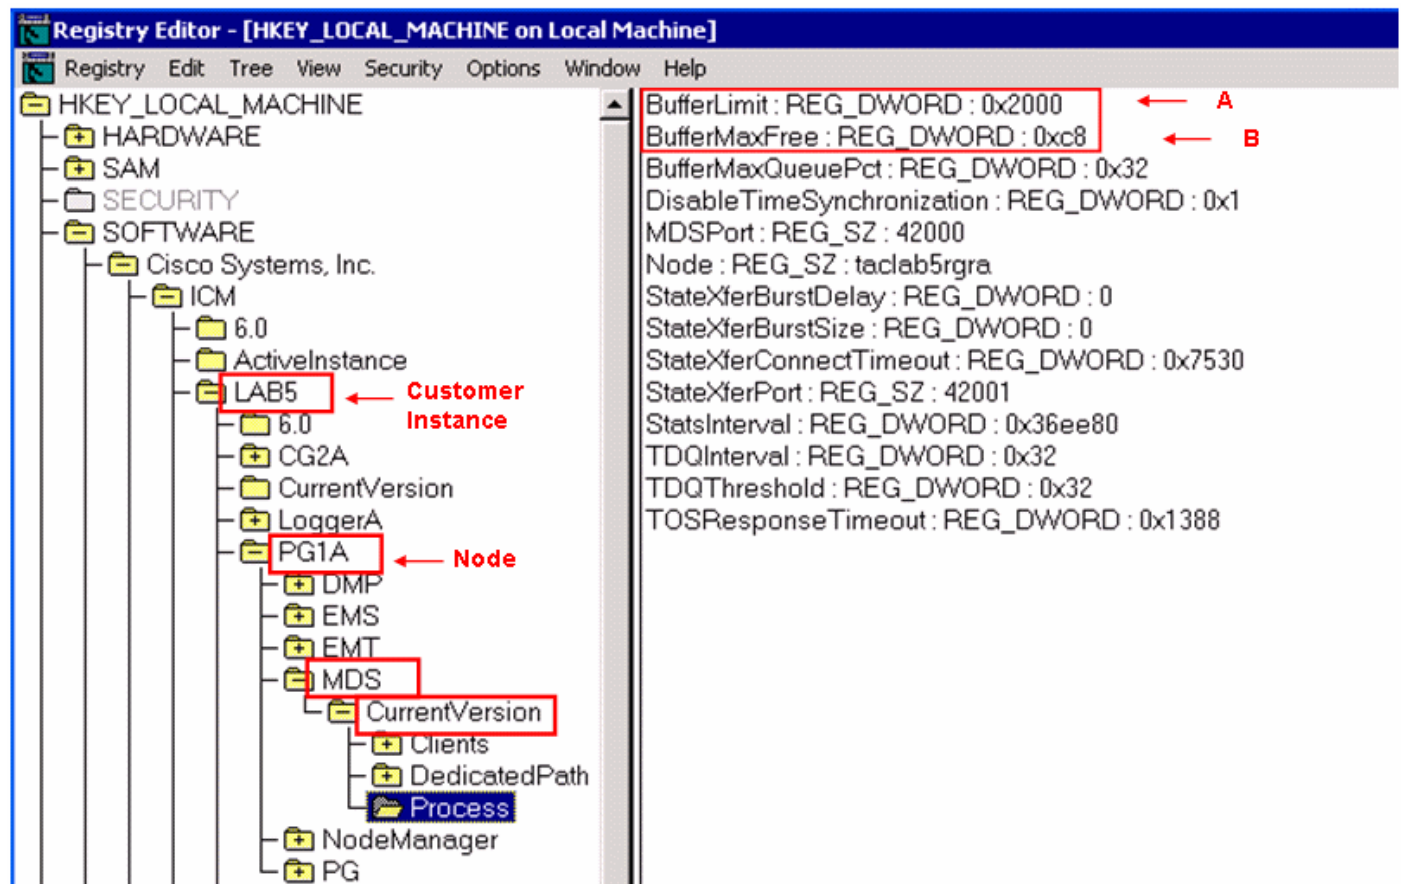 Registry Editor - [HKEY_LOCAL_MACHINE on Local Machine]
Registry Edit Tree View Security Options Window Help
HKEY_LOCAL_MACHINE
HARDWARE
SAM
SECURITY
SOFTWARE
Cisco Systems, Inc.
ICM
6.0
ActiveInstance
LAB5
Customer
Instance
6.0
CG2A
CurrentVersion
LoggerA
PG1A
Node
DMP
EMS
EMT
MDS
CurrentVersion
Clients
DedicatedPath
Process
NodeManager
PG
BufferLimit : REG_DWORD : 0x2000
A
BufferMaxFree : REG_DWORD : 0xc8
B
BufferMaxQueuePct : REG_DWORD : 0x32
DisableTimeSynchronization : REG_DWORD : 0x1
MDSPort : REG_SZ : 42000
Node : REG_SZ : taclab5rgra
StateXferBurstDelay : REG_DWORD : 0
StateXferBurstSize : REG_DWORD : 0
StateXferConnectTimeout : REG_DWORD : 0x7530
StateXferPort : REG_SZ : 42001
StatsInterval : REG_DWORD : 0x36ee80
TDQInterval : REG_DWORD : 0x32
TDQThreshold : REG_DWORD : 0x32
TOSResponseTimeout : REG_DWORD : 0x1388